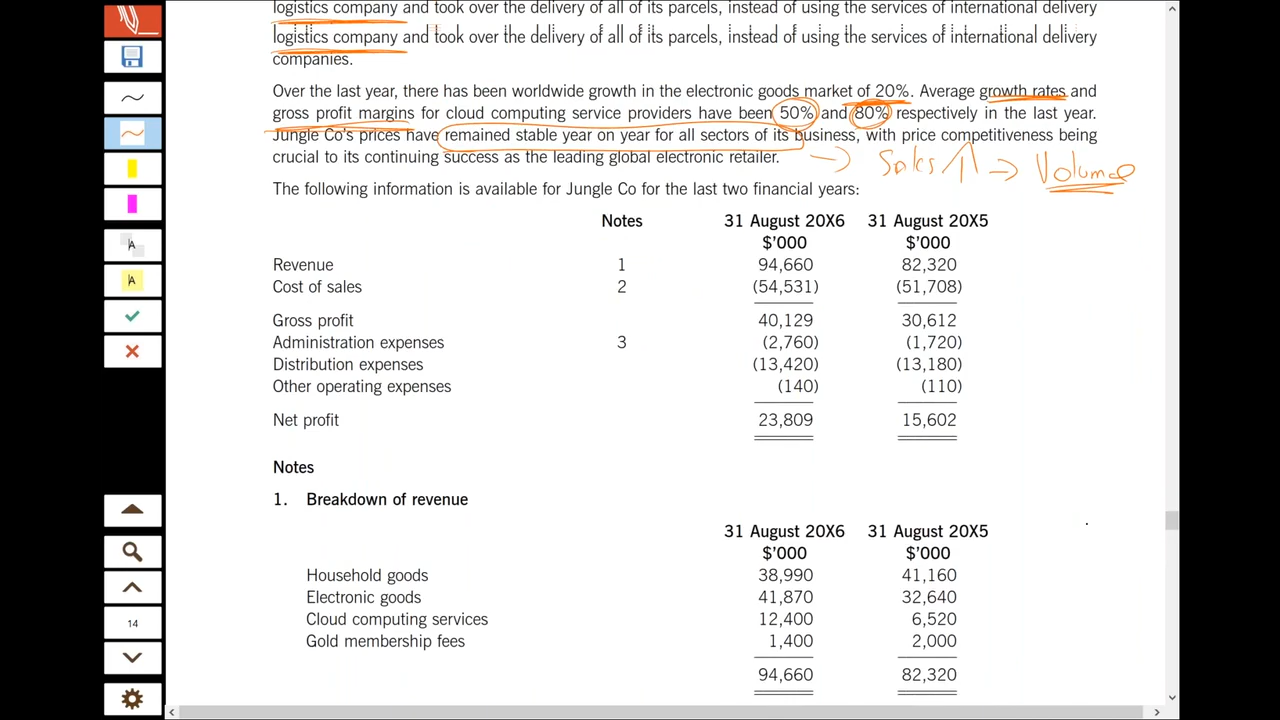 logistics company and took over the delivery of all of its parcels, instead of using the services of international delivery
logistics company and took over the delivery of all of its parcels, instead of using the services of international delivery
companies.
Over the last year, there has been worldwide growth in the electronic goods market of 20%. Average growth rates and
gross profit margins for cloud computing service providers have been 50% and 80% respectively in the last year.
Jungle Co's prices have remained stable year on year for all sectors of its business, with price competitiveness being
crucial to its continuing success as the leading global electronic retailer. → Sales ↑ → Volume
The following information is available for Jungle Co for the last two financial years:
Notes 31 August 20X6 31 August 20X5
$'000 $'000
Revenue 1 94,660 82,320
Cost of sales 2 (54,531) (51,708)
Gross profit 40,129 30,612
Administration expenses 3 (2,760) (1,720)
Distribution expenses (13,420) (13,180)
Other operating expenses (140) (110)
Net profit 23,809 15,602
Notes
1. Breakdown of revenue
31 August 20X6 31 August 20X5
$'000 $'000
Household goods 38,990 41,160
Electronic goods 41,870 32,640
Cloud computing services 12,400 6,520
Gold membership fees 1,400 2,000
94,660 82,320
A
A
14